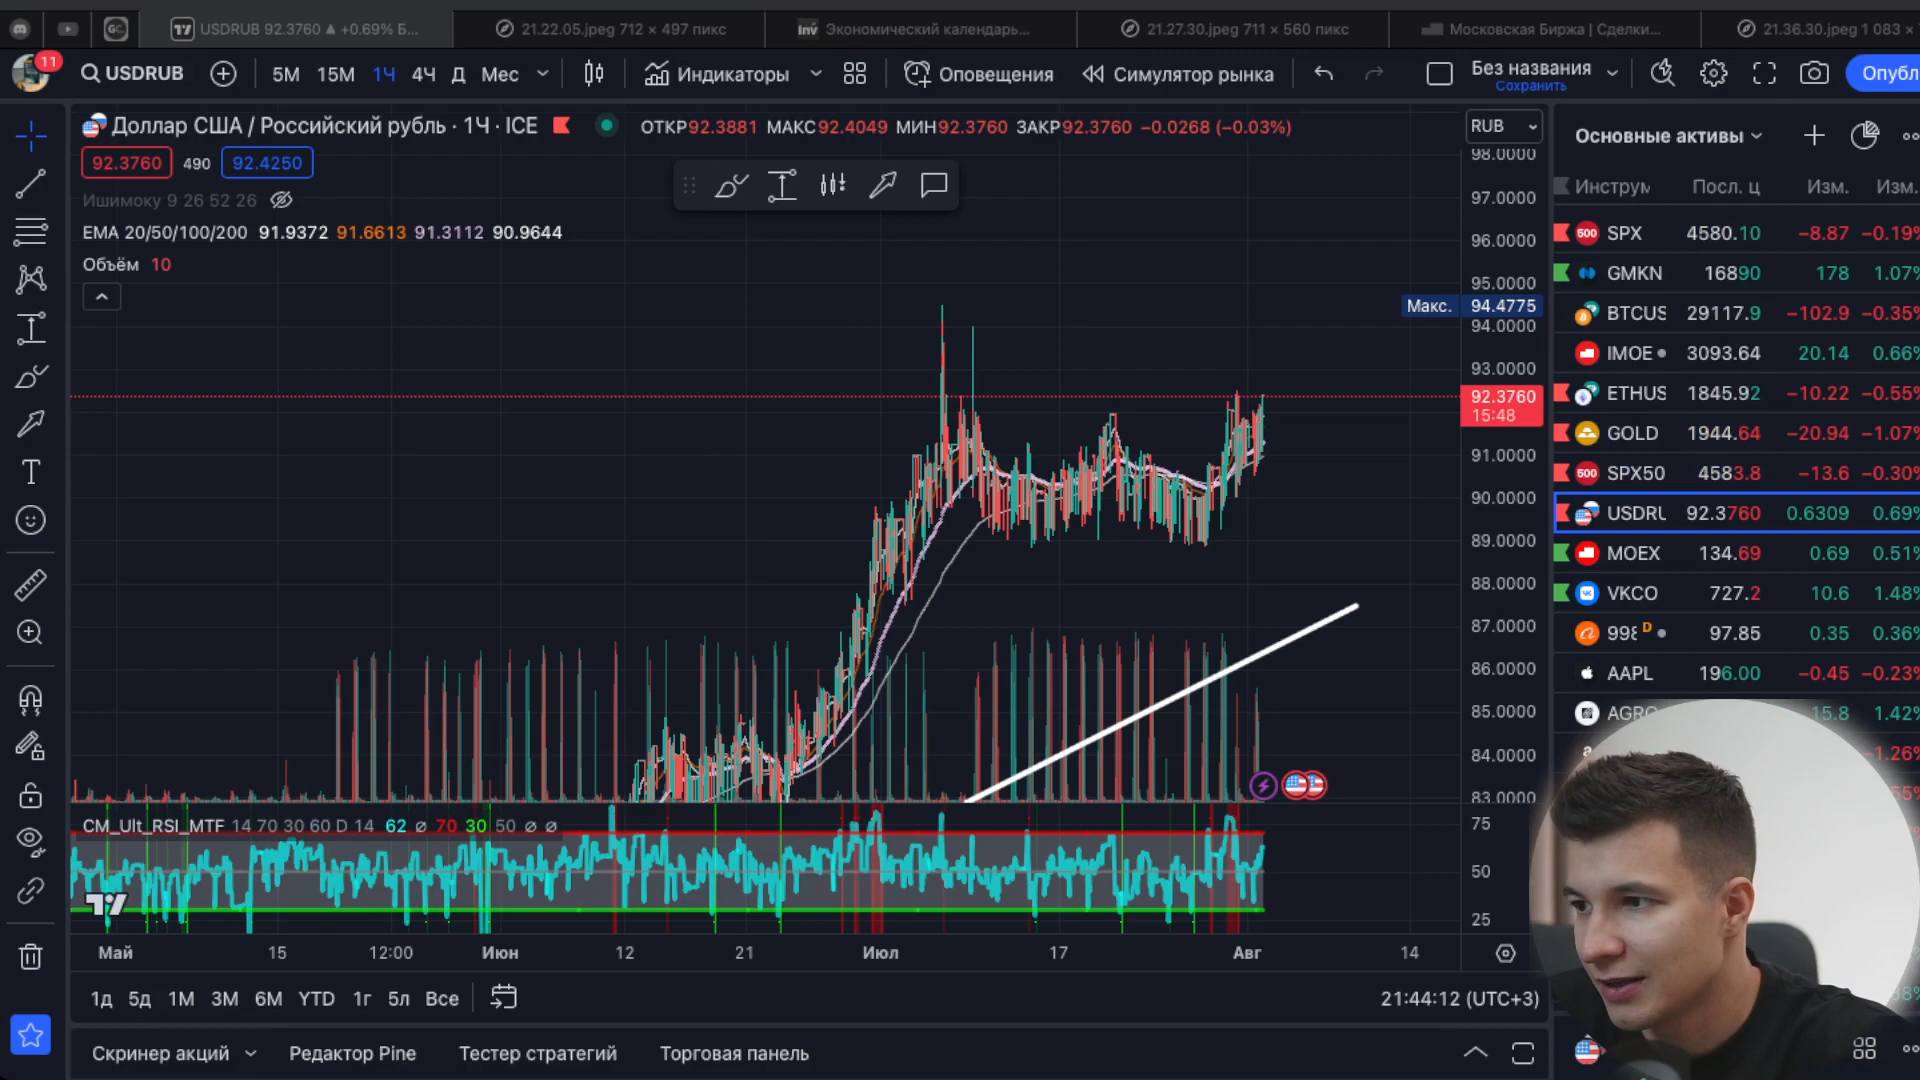 USDRUB 92.3760 ▲ +0.69% Б...
21.22.05.jpeg 712 × 497 пикс
Inv Экономический календарь...
21.27.30.jpeg 711 × 560 пикс
Московская Биржа | Сделки...
21.36.30.jpeg 1 083 ×
GC
11
USDRUB
5М 15М 1Ч 4Ч Д Мес
Индикаторы
Оповещения
Симулятор рынка
Без названия
Сохранить
Опубл
Доллар США / Российский рубль · 1Ч · ICE
ОТКР92.3881 МАКС92.4049 МИН92.3760 ЗАКР92.3760 −0.0268 (−0.03%)
92.3760 490 92.4250
Ишимоку 9 26 52 26
EMA 20/50/100/200 91.9372 91.6613 91.3112 90.9644
Объём 10
RUB
98.0000
97.0000
96.0000
95.0000
Макс. 94.4775
94.0000
93.0000
92.3760
15:48
91.0000
90.0000
89.0000
88.0000
87.0000
86.0000
85.0000
84.0000
83.0000
CM_Ult_RSI_MTF 14 70 30 60 D 14 62 ∅ 70 30 50 ∅ ∅
75
50
25
Май 15 12:00 Июн 12 21 Июл 17 Авг 14
1д 5д 1М 3М 6М YTD 1г 5л Все
21:44:12 (UTC+3)
Скринер акций Редактор Pine Тестер стратегий Торговая панель
Основные активы
Инструм Посл. ц Изм. Изм.
500 SPX 4580.10 −8.87 −0.19%
GMKN 16890 178 1.07%
BTCUS 29117.9 −102.9 −0.35%
IMOE 3093.64 20.14 0.66%
ETHUS 1845.92 −10.22 −0.55%
GOLD 1944.64 −20.94 −1.07%
500 SPX50 4583.8 −13.6 −0.30%
USDRU 92.3760 0.6309 0.69%
MOEX 134.69 0.69 0.51%
VKCO 727.2 10.6 1.48%
998 D 97.85 0.35 0.36%
AAPL 196.00 −0.45 −0.23%
AGRO 15.8 1.42%
−1.26%